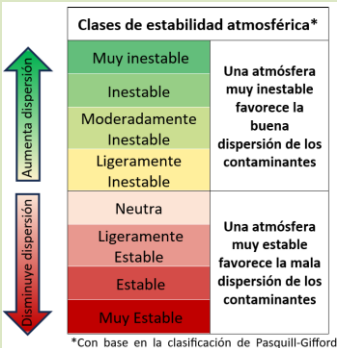 Clases de estabilidad atmosférica*
Aumenta dispersión
Muy inestable
Inestable
Moderadamente
Inestable
Ligeramente
Inestable
Una atmósfera
muy inestable
favorece la
buena
dispersión de los
contaminantes
Disminuye dispersión
Neutra
Ligeramente
Estable
Estable
Muy Estable
Una atmósfera
muy estable
favorece la mala
dispersión de los
contaminantes
*Con base en la clasificación de Pasquill-Gifford